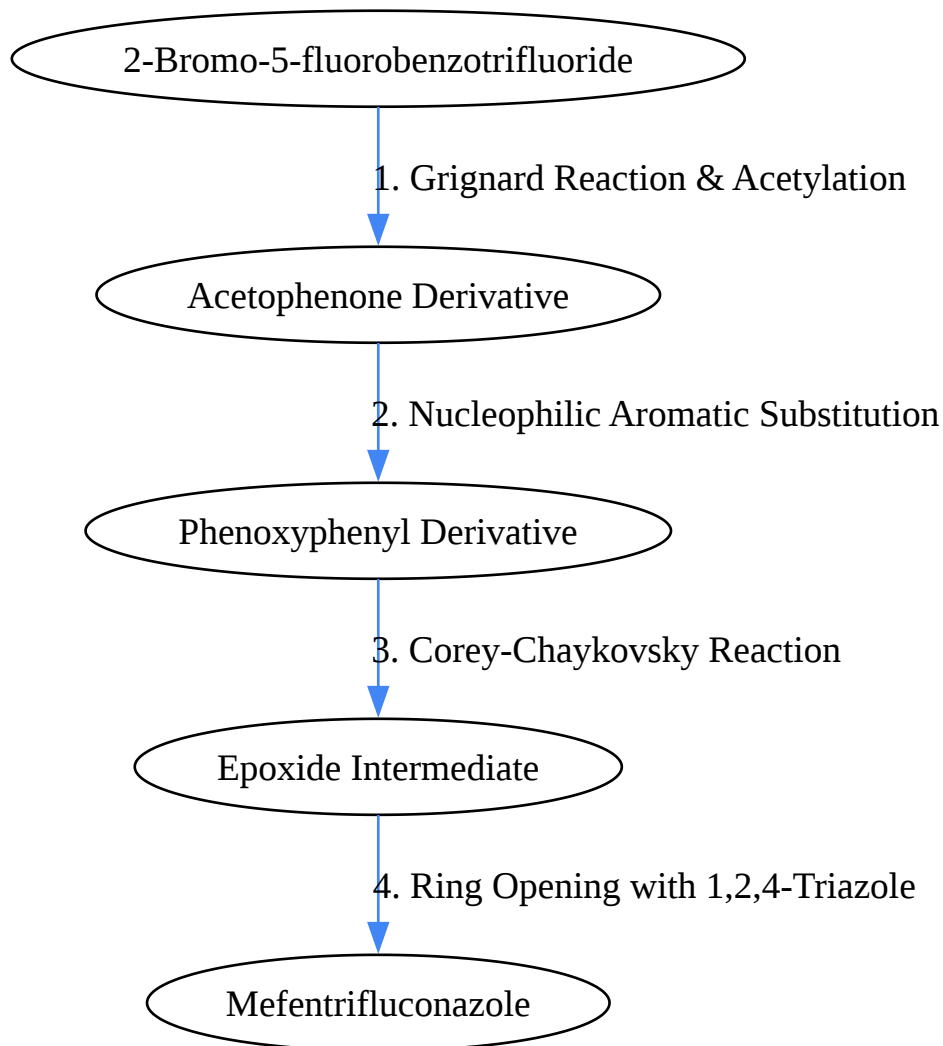 2-Bromo-5-fluorobenzotrifluoride
1. Grignard Reaction & Acetylation
Acetophenone Derivative
2. Nucleophilic Aromatic Substitution
Phenoxyphenyl Derivative
3. Corey-Chaykovsky Reaction
Epoxide Intermediate
4. Ring Opening with 1,2,4-Triazole
Mefentrifluconazole